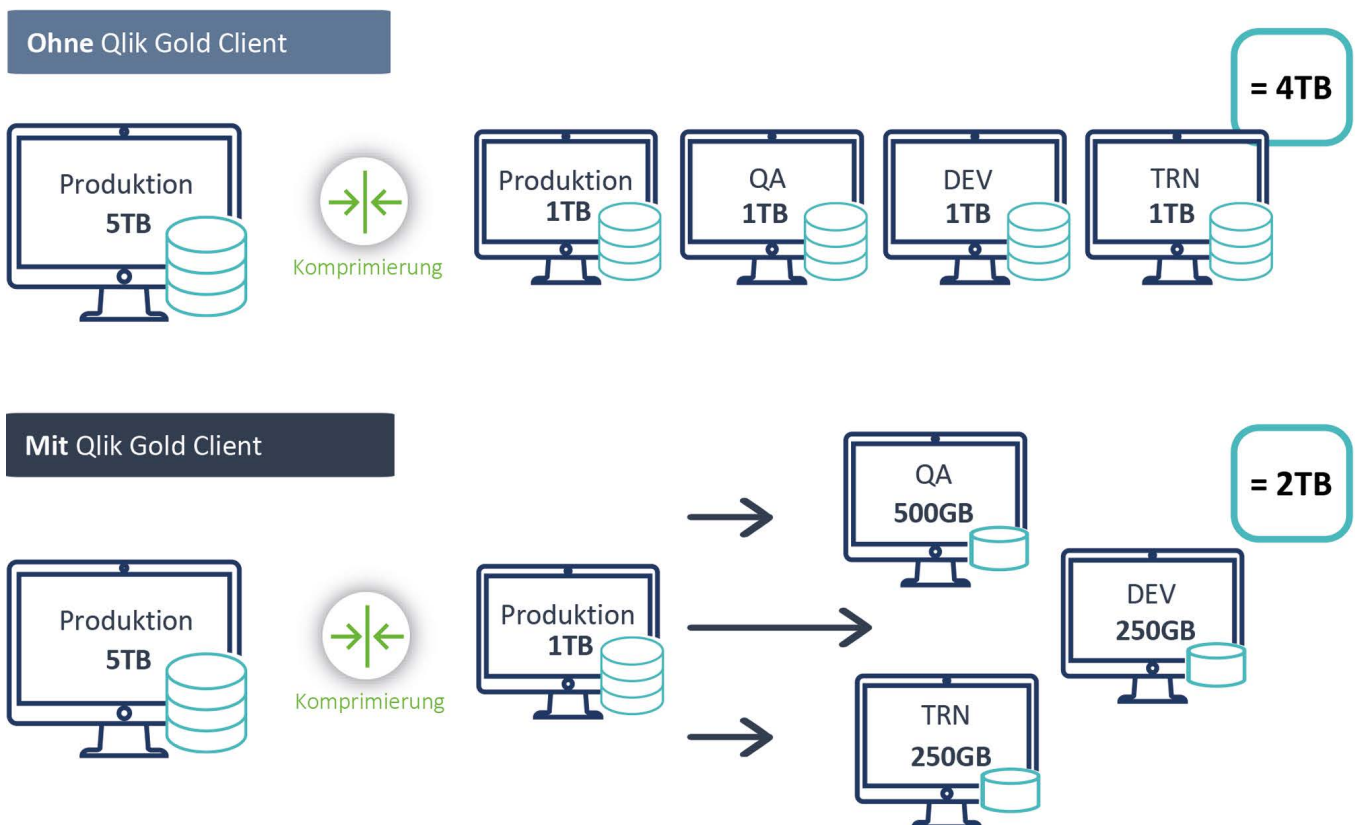 Ohne Qlik Gold Client
= 4TB
Produktion
5TB
Komprimierung
Produktion
1TB
QA
1TB
DEV
1TB
TRN
1TB
Mit Qlik Gold Client
= 2TB
Produktion
5TB
Komprimierung
Produktion
1TB
QA
500GB
DEV
250GB
TRN
250GB